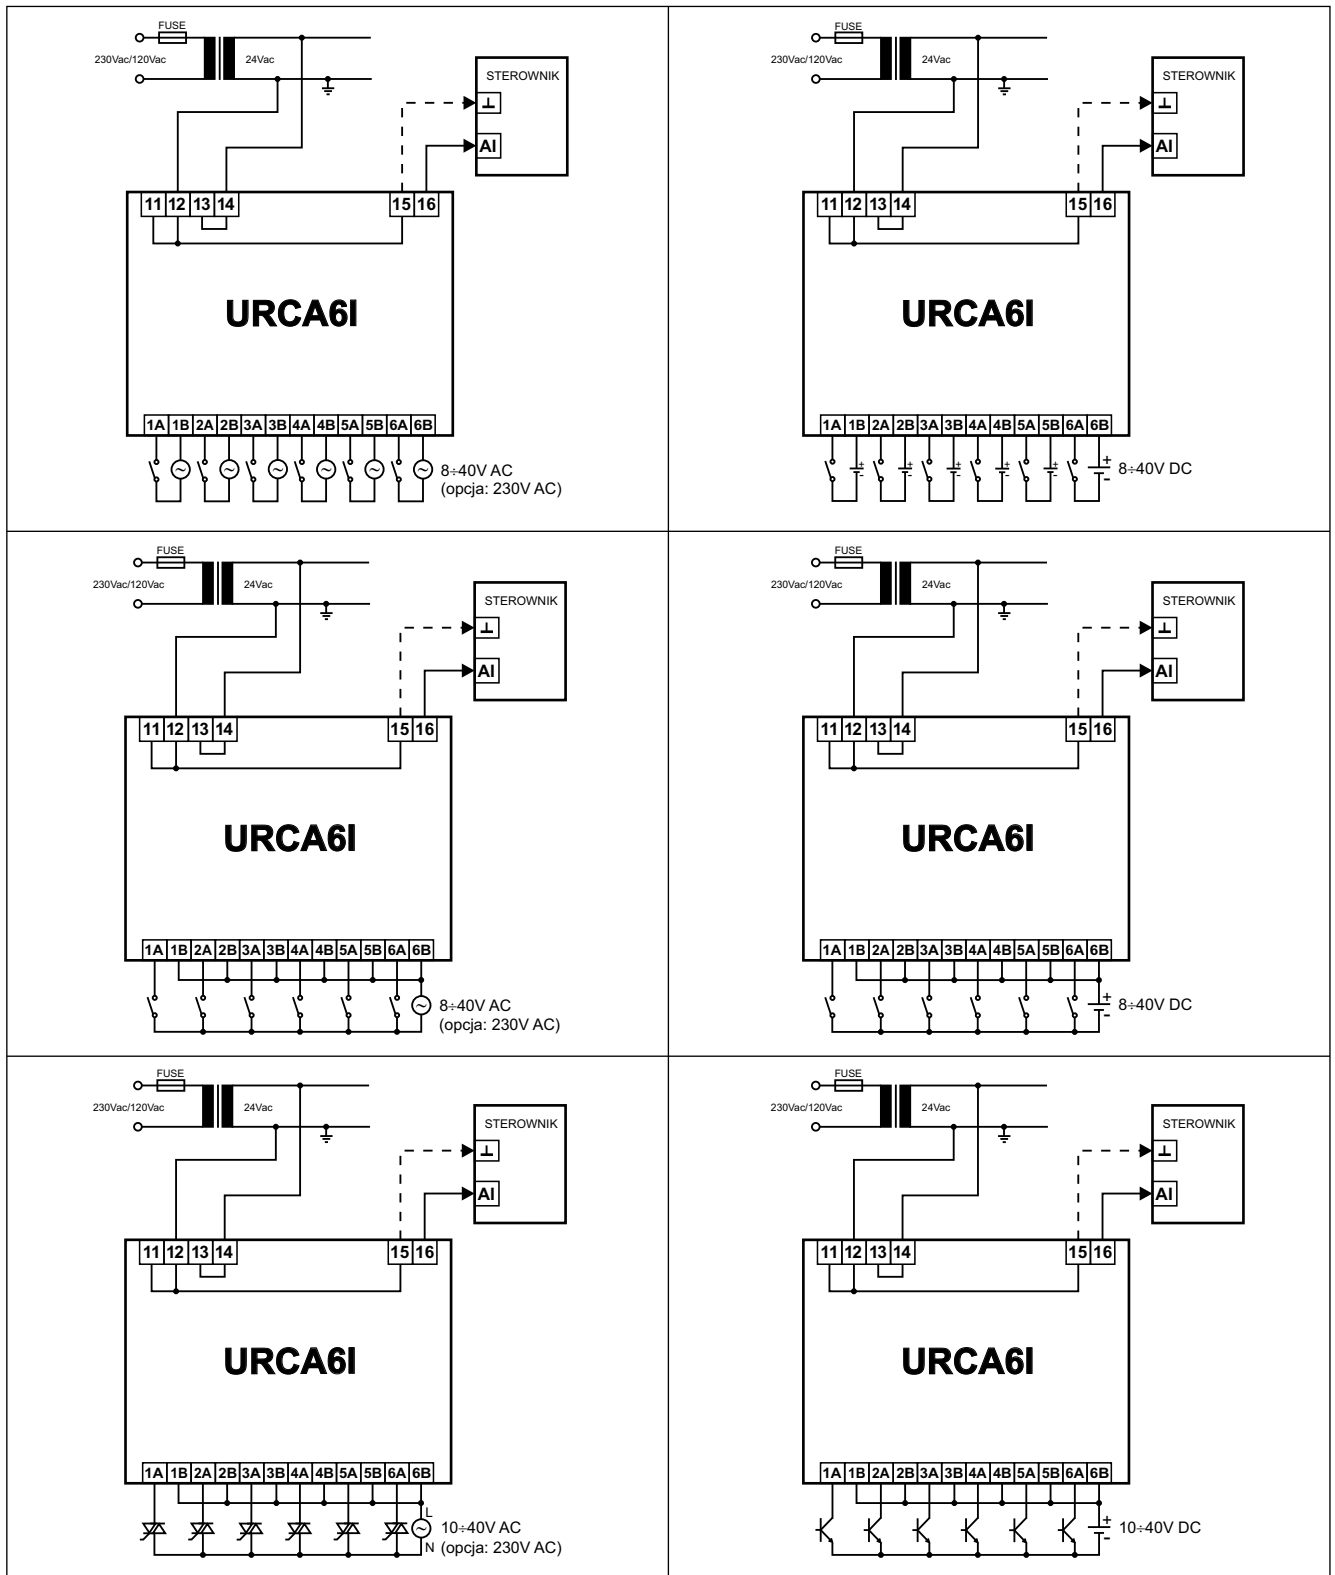 FUSE
230Vac/120Vac 24Vac
STEROWNIK
⊥
AI
11 12 13 14 15 16
URCA6I
1A 1B 2A 2B 3A 3B 4A 4B 5A 5B 6A 6B
8÷40V AC
(opcja: 230V AC)
FUSE
230Vac/120Vac 24Vac
STEROWNIK
⊥
AI
11 12 13 14 15 16
URCA6I
1A 1B 2A 2B 3A 3B 4A 4B 5A 5B 6A 6B
+ - + - + - + - + - + -
8÷40V DC
FUSE
230Vac/120Vac 24Vac
STEROWNIK
⊥
AI
11 12 13 14 15 16
URCA6I
1A 1B 2A 2B 3A 3B 4A 4B 5A 5B 6A 6B
8÷40V AC
(opcja: 230V AC)
FUSE
230Vac/120Vac 24Vac
STEROWNIK
⊥
AI
11 12 13 14 15 16
URCA6I
1A 1B 2A 2B 3A 3B 4A 4B 5A 5B 6A 6B
+ -
8÷40V DC
FUSE
230Vac/120Vac 24Vac
STEROWNIK
⊥
AI
11 12 13 14 15 16
URCA6I
1A 1B 2A 2B 3A 3B 4A 4B 5A 5B 6A 6B
L
10÷40V AC
N (opcja: 230V AC)
FUSE
230Vac/120Vac 24Vac
STEROWNIK
⊥
AI
11 12 13 14 15 16
URCA6I
1A 1B 2A 2B 3A 3B 4A 4B 5A 5B 6A 6B
+ -
10÷40V DC